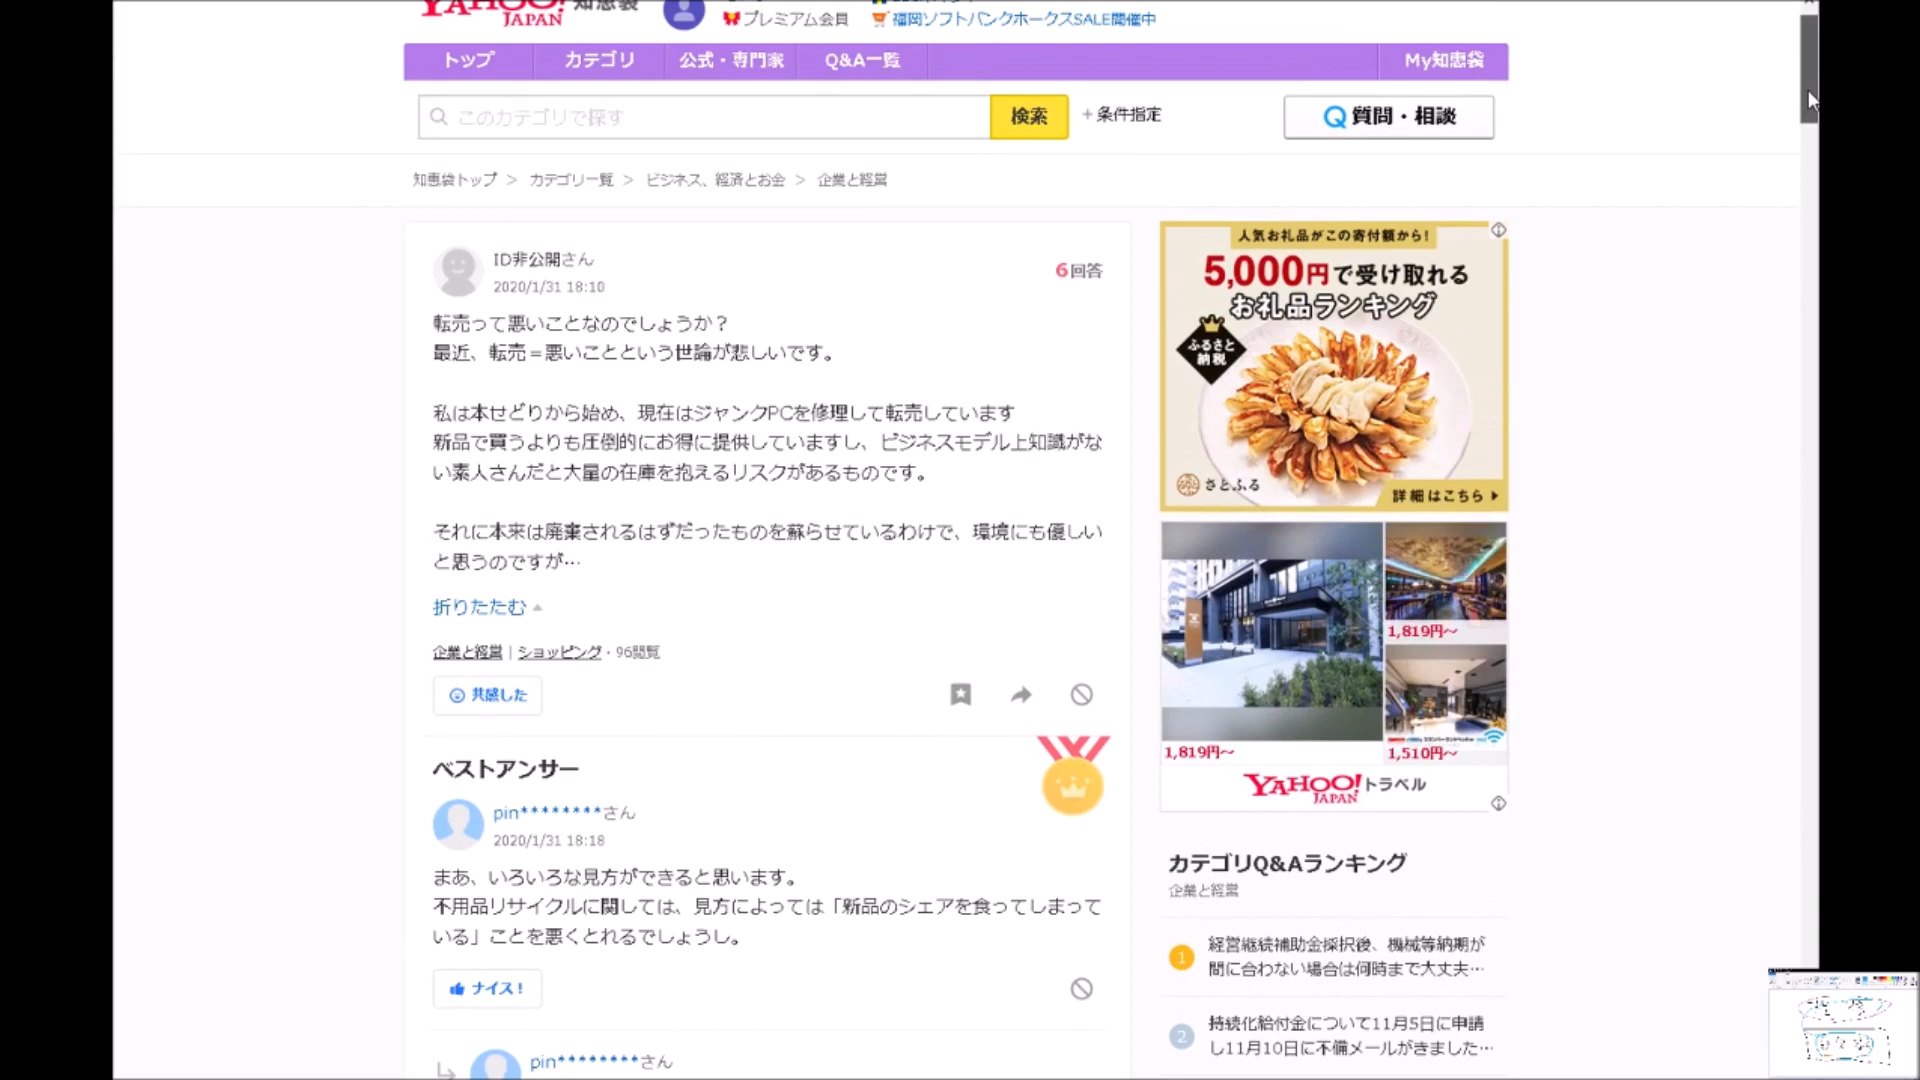 YAHOO! JAPAN 知恵袋
プレミアム会員
福岡ソフトバンクホークスSALE開催中
トップ
カテゴリ
公式・専門家
Q&A一覧
My知恵袋
このカテゴリで探す
検索
+条件指定
Q 質問・相談
知恵袋トップ > カテゴリ一覧 > ビジネス、経済とお金 > 企業と経営
ID非公開さん
2020/1/31 18:10
6回答
転売って悪いことなのでしょうか？
最近、転売＝悪いことという世論が悲しいです。
私は本せどりから始め、現在はジャンクPCを修理して転売しています
新品で買うよりも圧倒的にお得に提供していますし、ビジネスモデル上知識がな
い素人さんだと大量の在庫を抱えるリスクがあるものです。
それに本来は廃棄されるはずだったものを蘇らせているわけで、環境にも優しい
と思うのですが…
折りたたむ
企業と経営 | ショッピング・96閲覧
共感した
ベストアンサー
pin********さん
2020/1/31 18:18
まあ、いろいろな見方ができると思います。
不用品リサイクルに関しては、見方によっては「新品のシェアを食ってしまって
いる」ことを悪くとれるでしょうし。
ナイス！
pin********さん
人気お礼品がこの寄付額から!
5,000円で受け取れる
お礼品ランキング
ふるさと
納税
さとふる
詳細はこちら
1,819円～
1,819円～
1,510円～
YAHOO! JAPAN トラベル
カテゴリQ&Aランキング
企業と経営
1
経営継続補助金採択後、機械等納期が
間に合わない場合は何時まで大丈夫…
2
持続化給付金について11月5日に申請
し11月10日に不備メールがきました…